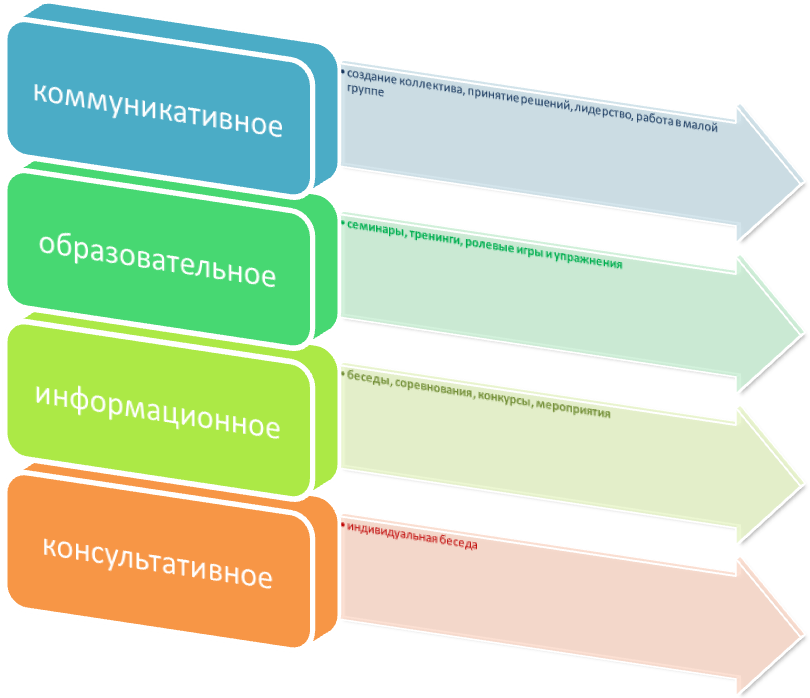 коммуникативное
• создание коллектива, принятие решений, лидерство, работа в малой
группе
образовательное
• семинары, тренинги, ролевые игры и упражнения
информационное
• беседы, соревнования, конкурсы, мероприятия
консультативное
• индивидуальная беседа